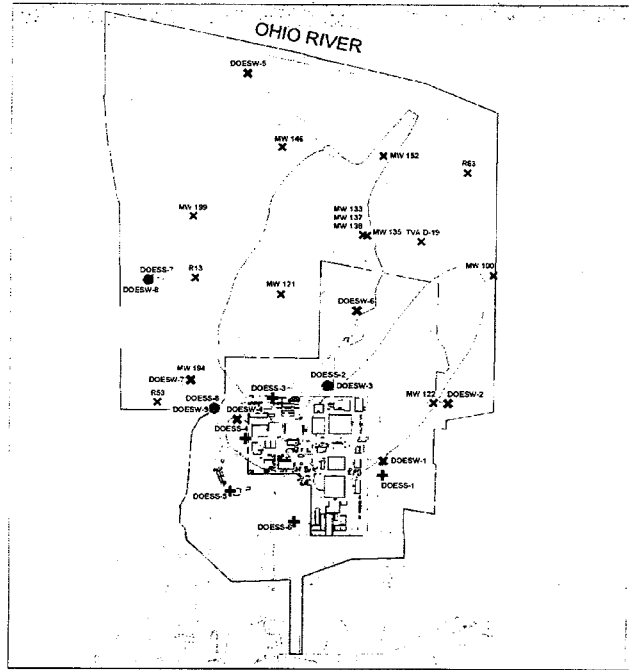 OHIO RIVER
DOESW-5
MW 146
MW 152
R63
MW 199
MW 133
MW 137
MW 138
MW 135
TVA D-19
DOESS-7
DOESW-8
R13
MW 121
MW 100
DOESW-6
MW 194
DOESW-7
R53
DOESS-2
DOESW-3
DOESS-3
DOESS-8
DOESW-9
DOESW-4
DOESS-4
MW 122
DOESW-2
DOESW-1
DOESS-1
DOESS-5
DOESS-6